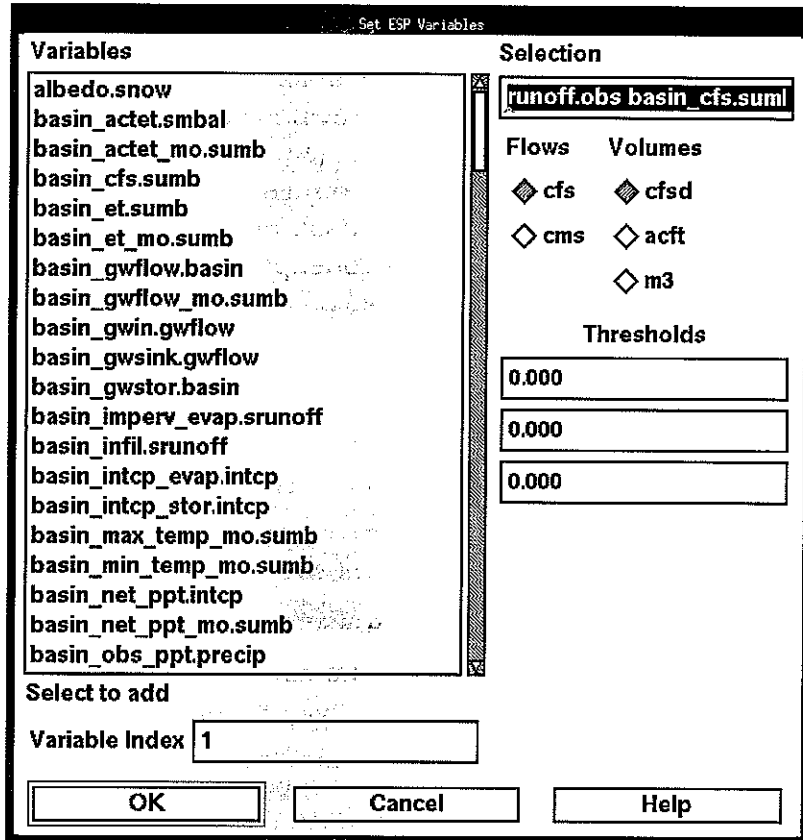 Set ESP Variables
Variables
albedo.snow
basin_actet.smbal
basin_actet_mo.sumb
basin_cfs.sumb
basin_et.sumb
basin_et_mo.sumb
basin_gwflow.basin
basin_gwflow_mo.sumb
basin_gwin.gwflow
basin_gwsink.gwflow
basin_gwstor.basin
basin_imperv_evap.srunoff
basin_infil.srunoff
basin_intcp_evap.intcp
basin_intcp_stor.intcp
basin_max_temp_mo.sumb
basin_min_temp_mo.sumb
basin_net_ppt.intcp
basin_net_ppt_mo.sumb
basin_obs_ppt.precip
Select to add
Variable Index 1
Selection
runoff.obs basin_cfs.suml
Flows Volumes
cfs cfsd
cms acft
m3
Thresholds
0.000
0.000
0.000
OK Cancel Help